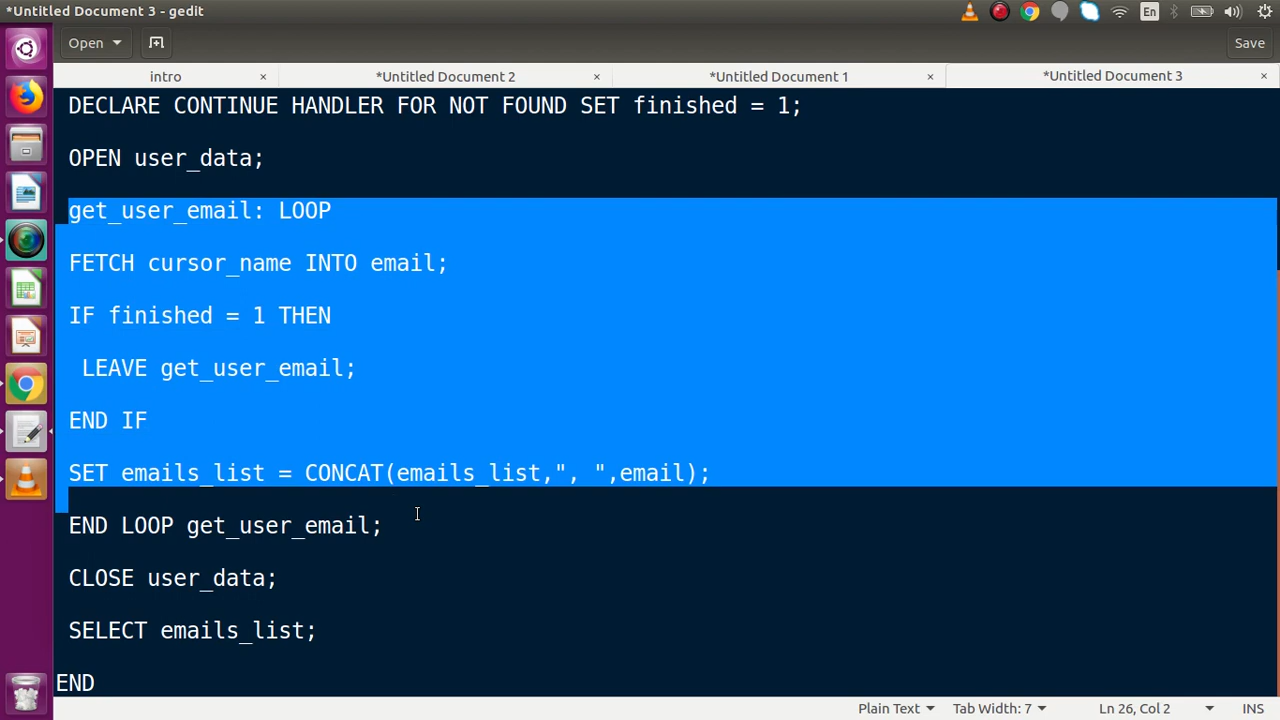 *Untitled Document 3 - gedit
En
Open
Save
intro
*Untitled Document 2
*Untitled Document 1
*Untitled Document 3
DECLARE CONTINUE HANDLER FOR NOT FOUND SET finished = 1;
OPEN user_data;
get_user_email: LOOP
FETCH cursor_name INTO email;
IF finished = 1 THEN
LEAVE get_user_email;
END IF
SET emails_list = CONCAT(emails_list,", ",email);
END LOOP get_user_email;
CLOSE user_data;
SELECT emails_list;
END
Plain Text
Tab Width: 7
Ln 26, Col 2
INS